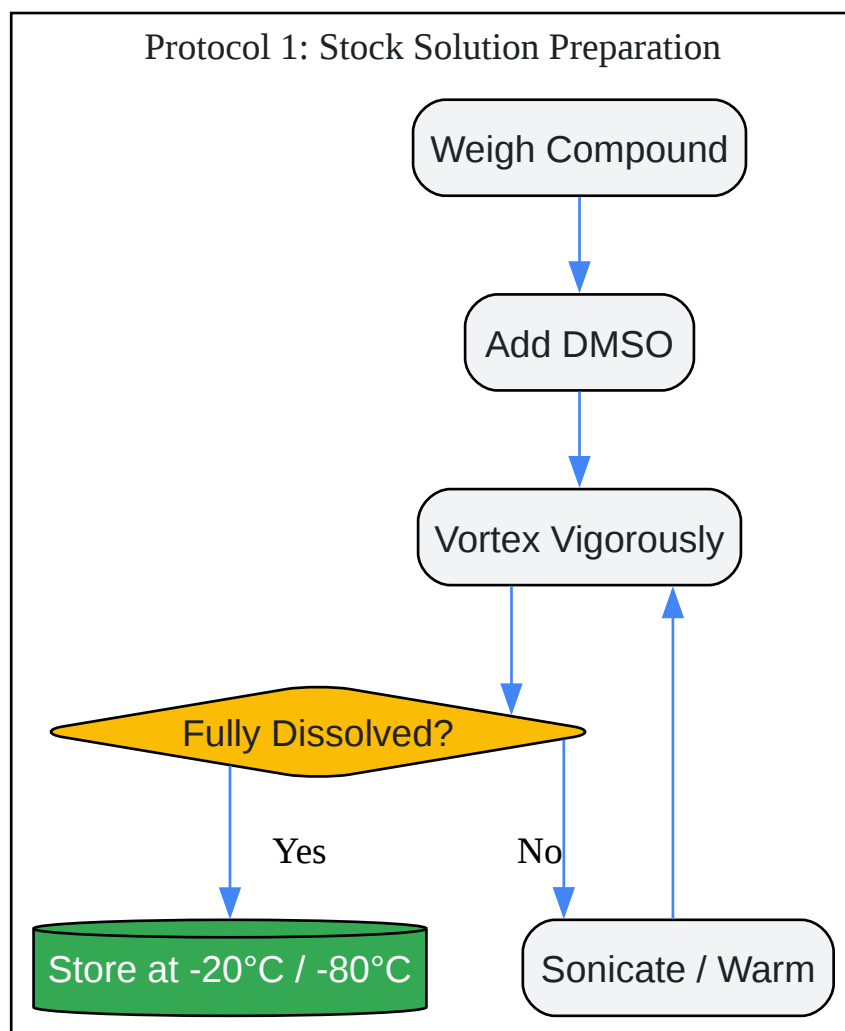 Protocol 1: Stock Solution Preparation
Weigh Compound
Add DMSO
Vortex Vigorously
Fully Dissolved?
Yes
No
Store at -20°C / -80°C
Sonicate / Warm